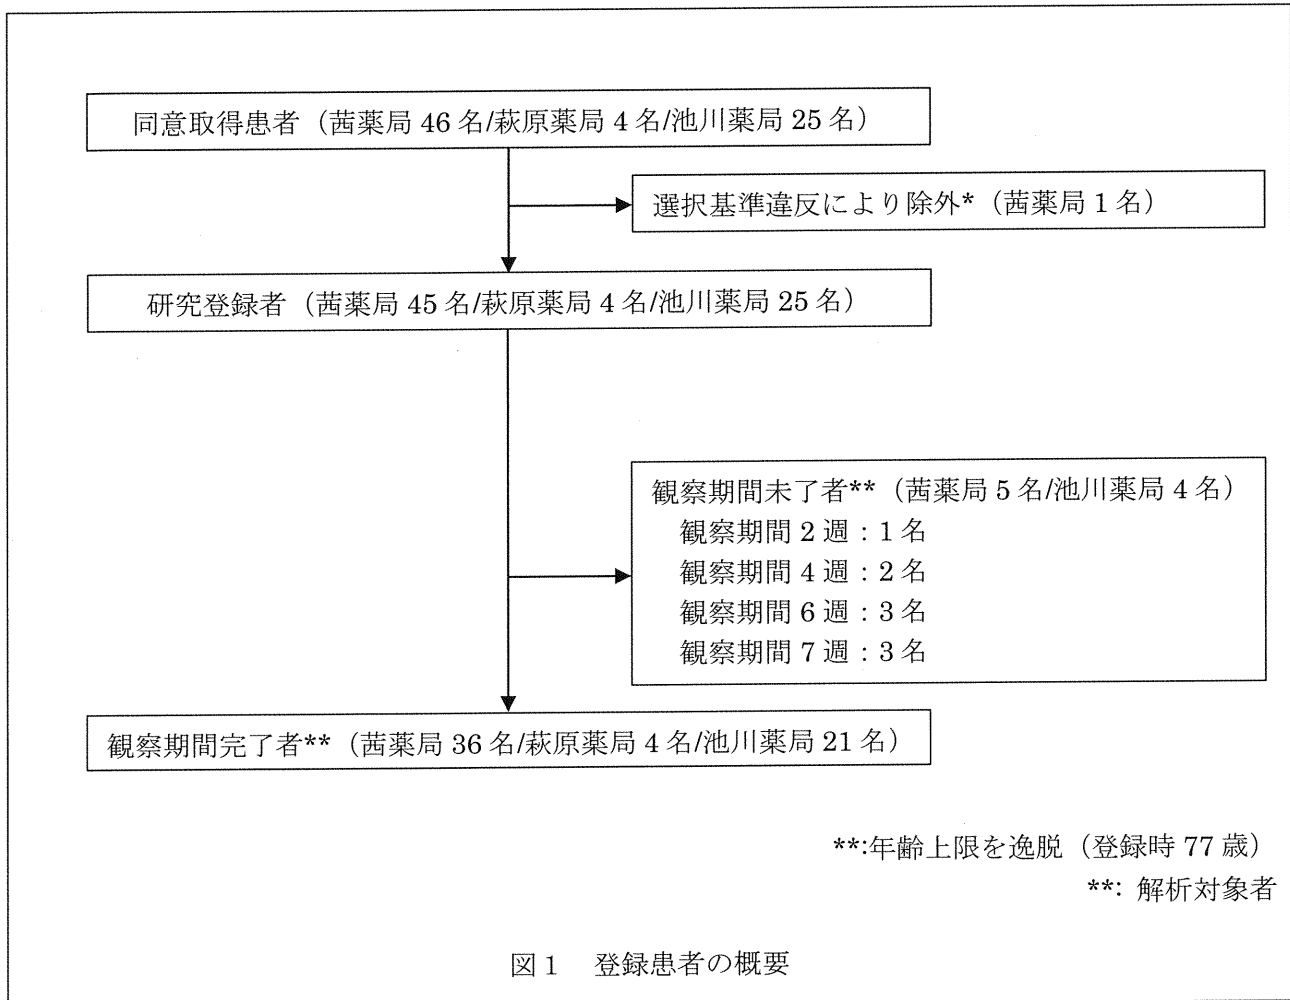 同意取得患者（茜薬局 46 名/萩原薬局 4 名/池川薬局 25 名）
選択基準違反により除外*（茜薬局 1 名）
研究登録者（茜薬局 45 名/萩原薬局 4 名/池川薬局 25 名）
観察期間未了者**（茜薬局 5 名/池川薬局 4 名）
観察期間 2 週：1 名
観察期間 4 週：2 名
観察期間 6 週：3 名
観察期間 7 週：3 名
観察期間完了者**（茜薬局 36 名/萩原薬局 4 名/池川薬局 21 名）
**:年齢上限を逸脱（登録時 77 歳）
**: 解析対象者
図 1　登録患者の概要